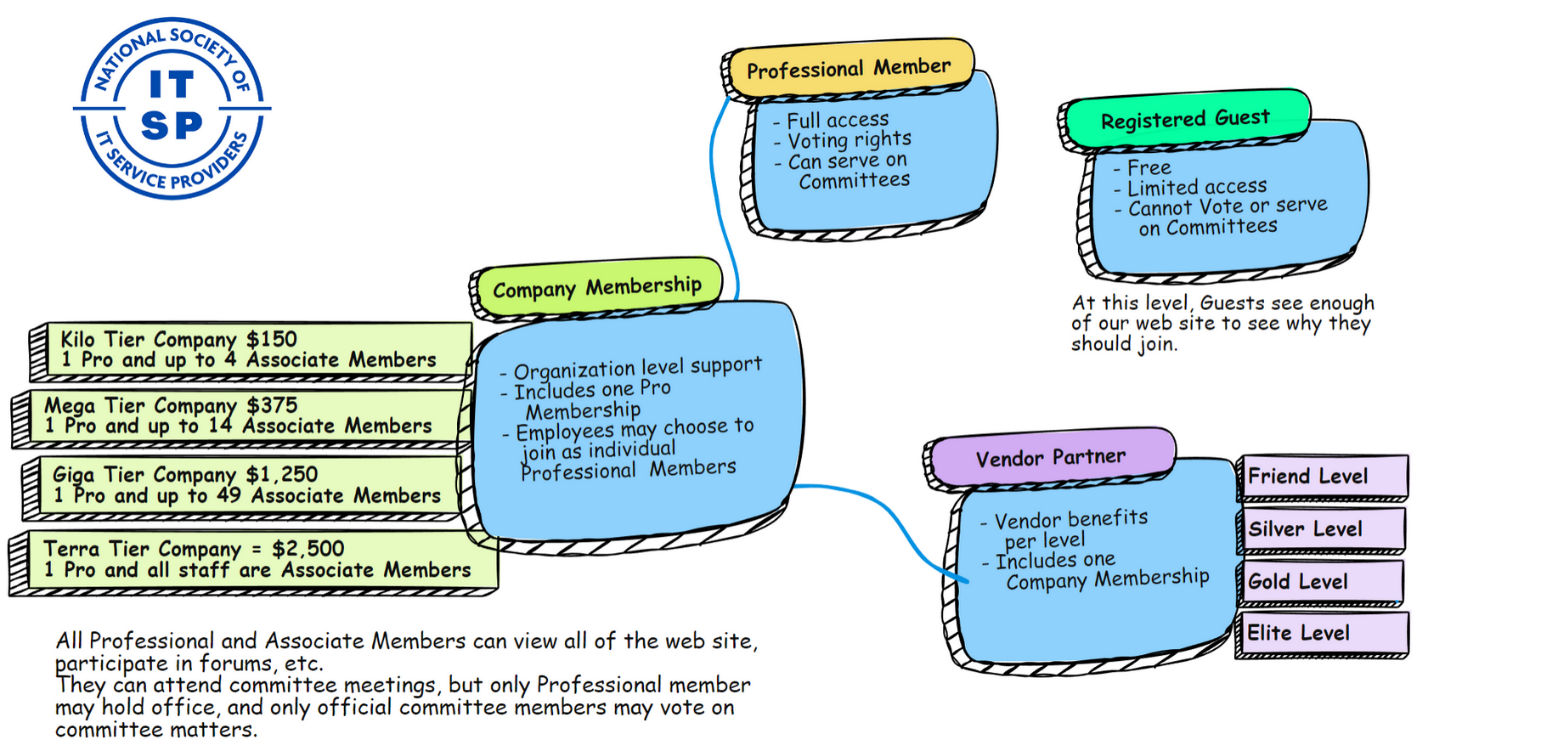 NATIONAL SOCIETY OF
IT
SP
IT SERVICE PROVIDERS
Professional Member
- Full access
- Voting rights
- Can serve on
Committees
Registered Guest
- Free
- Limited access
- Cannot Vote or serve
on Committees
At this level, Guests see enough
of our web site to see why they
should join.
Company Membership
- Organization level support
- Includes one Pro
Membership
- Employees may choose to
join as individual
Professional Members
Kilo Tier Company $150
1 Pro and up to 4 Associate Members
Mega Tier Company $375
1 Pro and up to 14 Associate Members
Giga Tier Company $1,250
1 Pro and up to 49 Associate Members
Terra Tier Company = $2,500
1 Pro and all staff are Associate Members
Vendor Partner
- Vendor benefits
per level
- Includes one
Company Membership
Friend Level
Silver Level
Gold Level
Elite Level
All Professional and Associate Members can view all of the web site,
participate in forums, etc.
They can attend committee meetings, but only Professional member
may hold office, and only official committee members may vote on
committee matters.